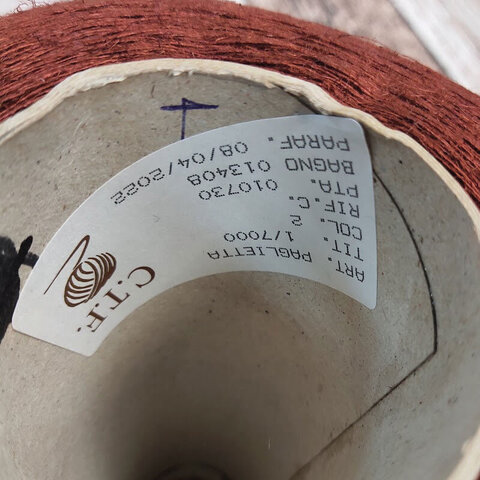 C.T.F.
ART. PAGLIETTA
TIT. 1/7000
COL. 2
RIF.C. 010730
PTA.
BAGNO 013408
PARAF. 08/04/2022